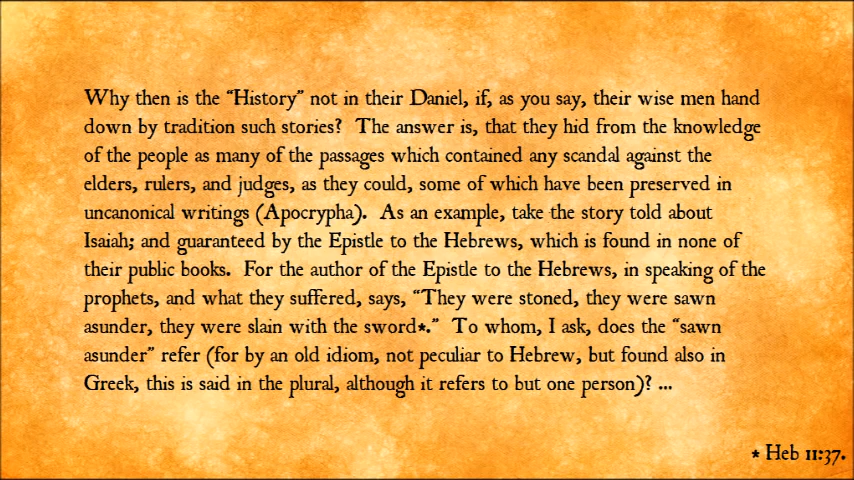 Why then is the “History” not in their Daniel, if, as you say, their wise men hand
down by tradition such stories? The answer is, that they hid from the knowledge
of the people as many of the passages which contained any scandal against the
elders, rulers, and judges, as they could, some of which have been preserved in
uncanonical writings (Apocrypha). As an example, take the story told about
Isaiah; and guaranteed by the Epistle to the Hebrews, which is found in none of
their public books. For the author of the Epistle to the Hebrews, in speaking of the
prophets, and what they suffered, says, “They were stoned, they were sawn
asunder, they were slain with the sword*.” To whom, I ask, does the “sawn
asunder” refer (for by an old idiom, not peculiar to Hebrew, but found also in
Greek, this is said in the plural, although it refers to but one person)? ...
* Heb 11:37.